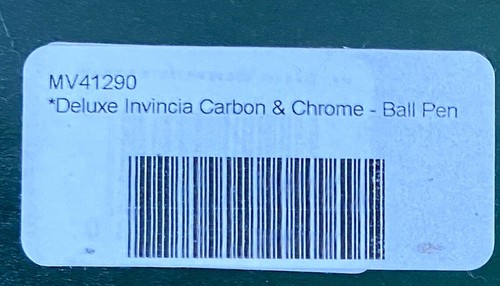 MV41290
*Deluxe Invincia Carbon & Chrome - Ball Pen